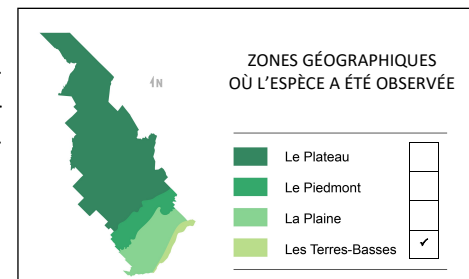 ZONES GÉOGRAPHIQUES
OÙ L'ESPÈCE A ÉTÉ OBSERVÉE
N
Le Plateau
Le Piedmont
La Plaine
Les Terres-Basses ✓